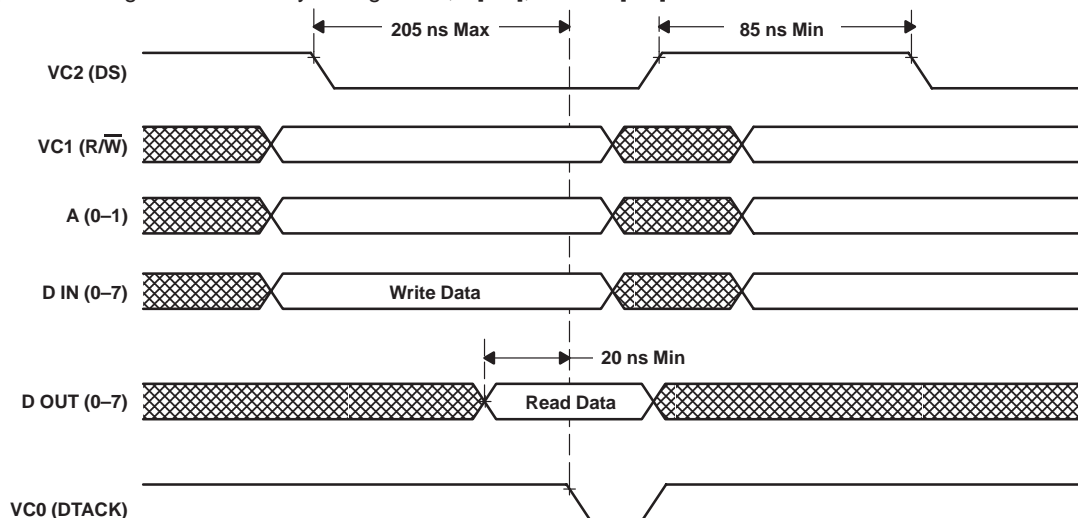 205 ns Max
85 ns Min
VC2 (DS)
VC1 (R/W̅)
A (0–1)
D IN (0–7)
Write Data
20 ns Min
D OUT (0–7)
Read Data
VC0 (DTACK)